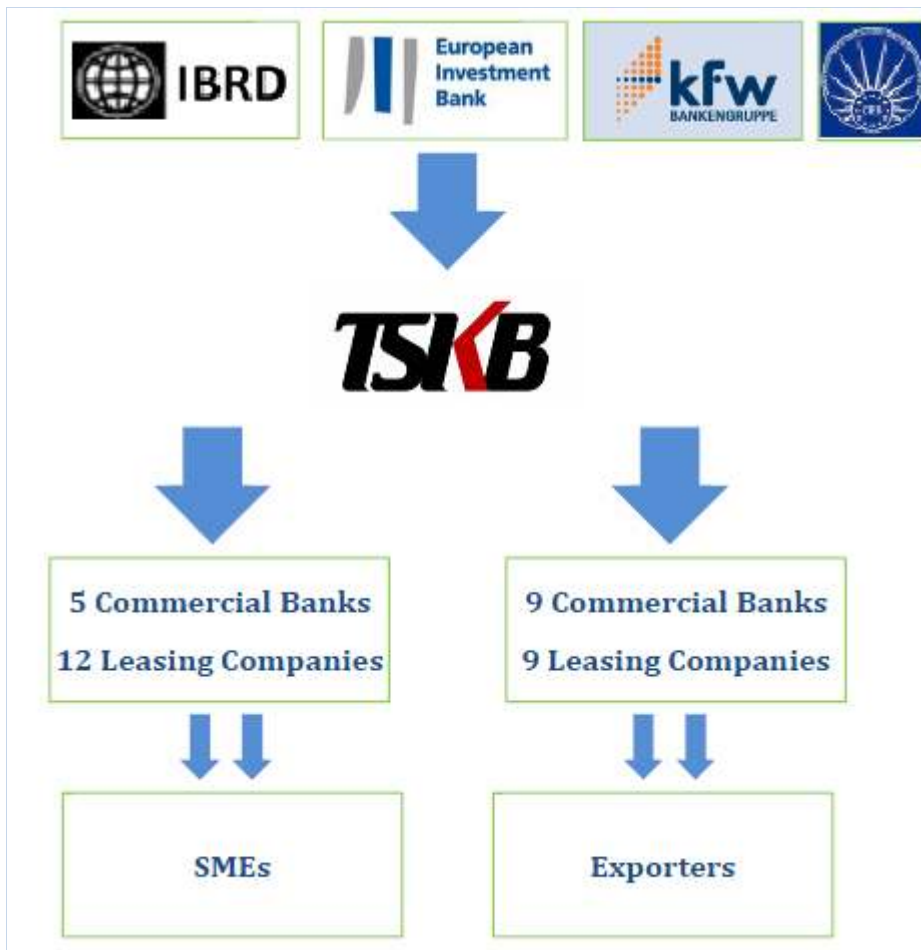 IBRD
European
Investment
Bank
kfw
BANKENGRUPPE
TSKB
5 Commercial Banks
12 Leasing Companies
9 Commercial Banks
9 Leasing Companies
SMEs
Exporters